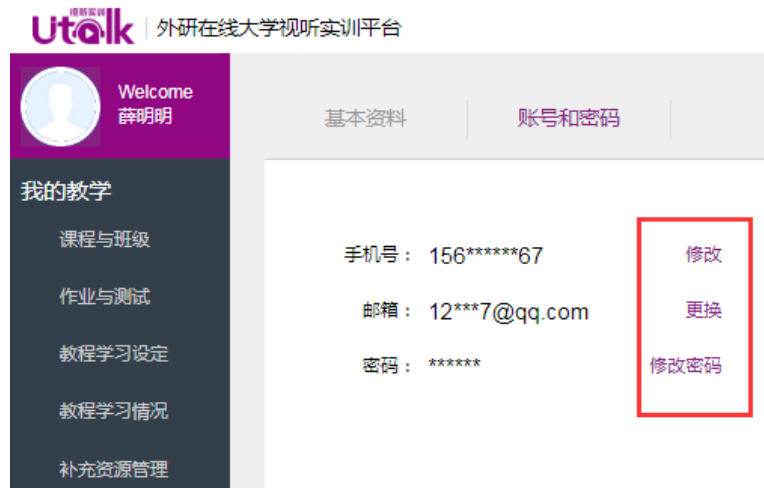 视听实训
Utalk 外研在线大学视听实训平台
Welcome
薛明明
基本资料 账号和密码
我的教学
课程与班级
作业与测试
教程学习设定
教程学习情况
补充资源管理
手机号： 156******67 修改
邮箱： 12***7@qq.com 更换
密码： ****** 修改密码